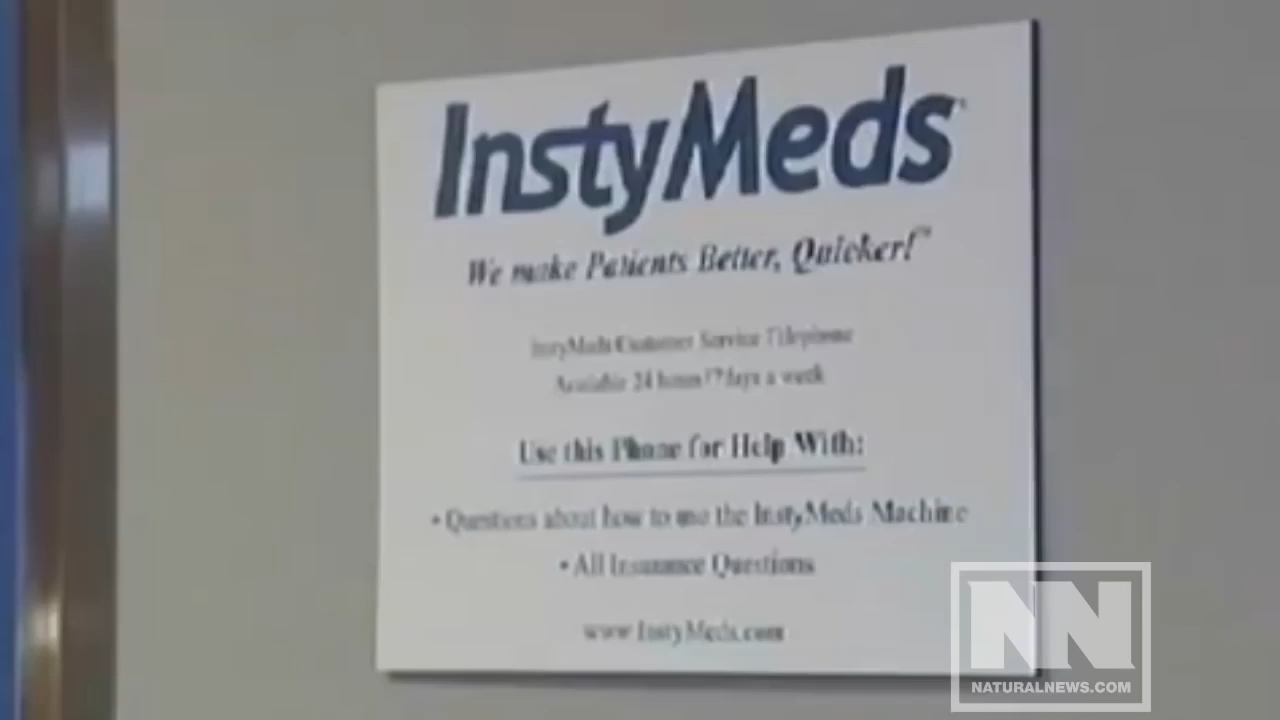 InstyMeds
We make Patients Better, Quicker!™
InstyMeds Customer Service Telephone
Available 24 hours/7 days a week
Use this Phone for Help With:
• Questions about how to use the InstyMeds Machine
• All Insurance Questions
www.InstyMeds.com
NN
NATURALNEWS.COM